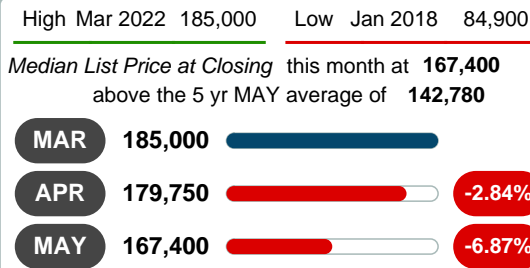 High Mar 2022 185,000 Low Jan 2018 84,900
Median List Price at Closing this month at 167,400
above the 5 yr MAY average of 142,780
MAR 185,000
APR 179,750 -2.84%
MAY 167,400 -6.87%